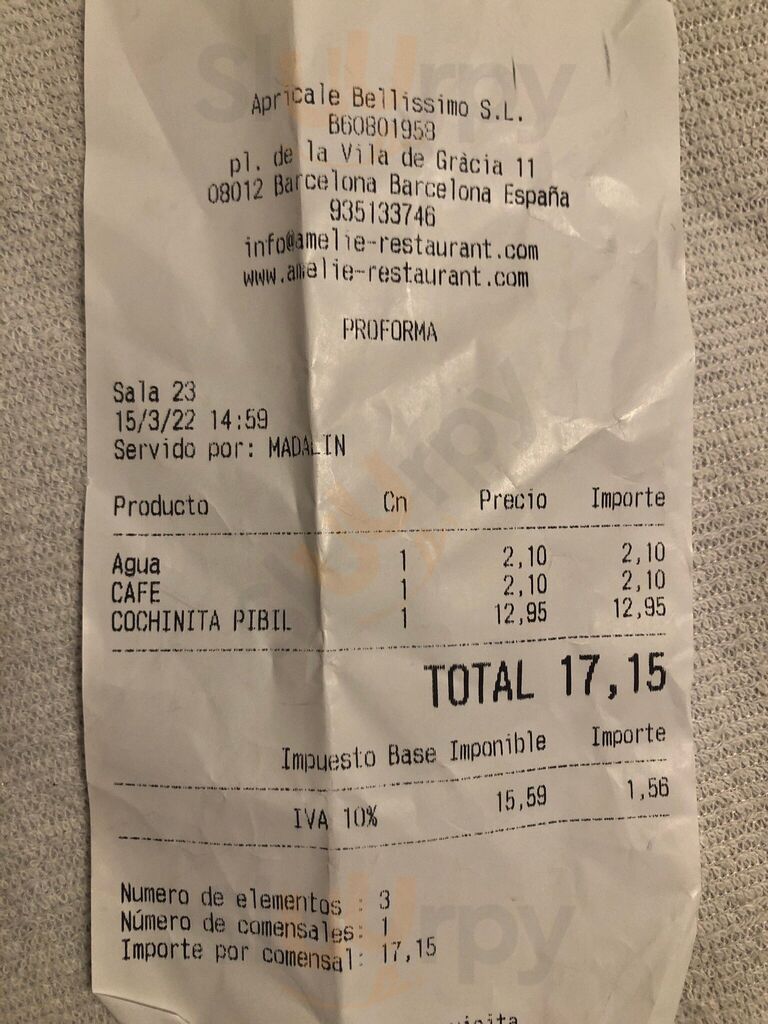 Apricale Bellissimo S.L.
B60801953
pl. de la Vila de Gràcia 11
08012 Barcelona Barcelona España
935133746
info@amelie-restaurant.com
www.amelie-restaurant.com
PROFORMA
Sala 23
15/3/22 14:59
Servido por: MADALIN
Producto Cn Precio Importe
Agua 1 2,10 2,10
CAFE 1 2,10 2,10
COCHINITA PIBIL 1 12,95 12,95
TOTAL 17,15
Impuesto Base Imponible Importe
IVA 10% 15,59 1,56
Numero de elementos : 3
Número de comensales: 1
Importe por comensal: 17,15